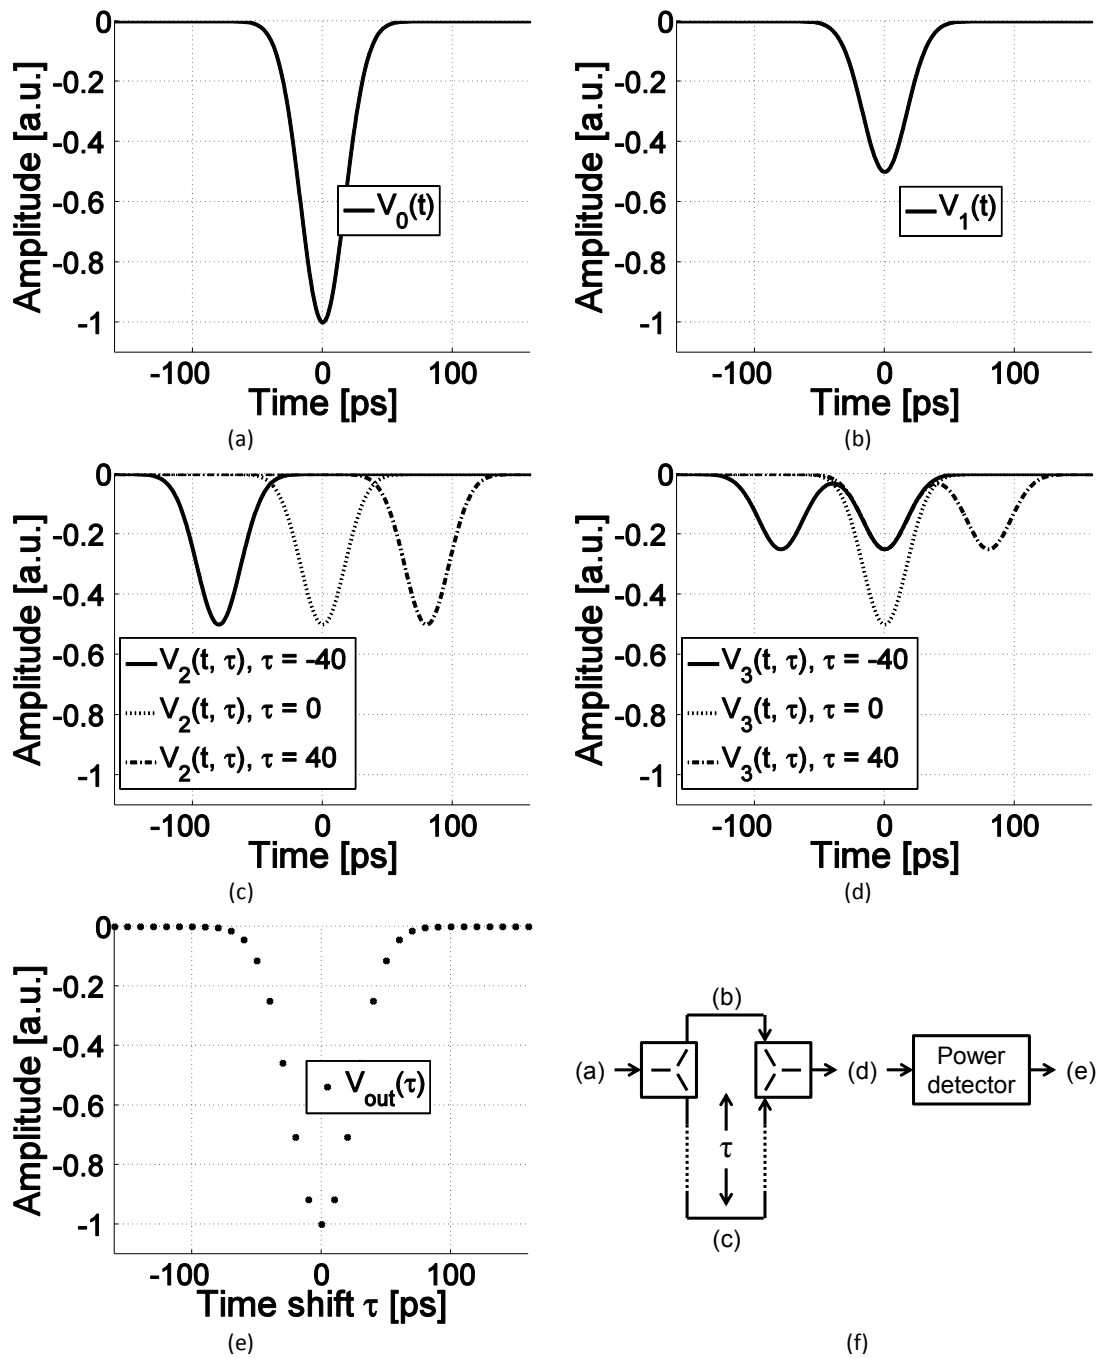 0
-0.2
-0.4
-0.6
-0.8
-1
Amplitude [a.u.]
V0(t)
-100 0 100
Time [ps]
(a)
0
-0.2
-0.4
-0.6
-0.8
-1
Amplitude [a.u.]
V1(t)
-100 0 100
Time [ps]
(b)
0
-0.2
-0.4
-0.6
-0.8
-1
Amplitude [a.u.]
V2(t, τ), τ = -40
V2(t, τ), τ = 0
V2(t, τ), τ = 40
-100 0 100
Time [ps]
(c)
0
-0.2
-0.4
-0.6
-0.8
-1
Amplitude [a.u.]
V3(t, τ), τ = -40
V3(t, τ), τ = 0
V3(t, τ), τ = 40
-100 0 100
Time [ps]
(d)
0
-0.2
-0.4
-0.6
-0.8
-1
Amplitude [a.u.]
Vout(τ)
-100 0 100
Time shift τ [ps]
(e)
(b)
(a)
(d)
Power
detector
(e)
τ
(c)
(f)